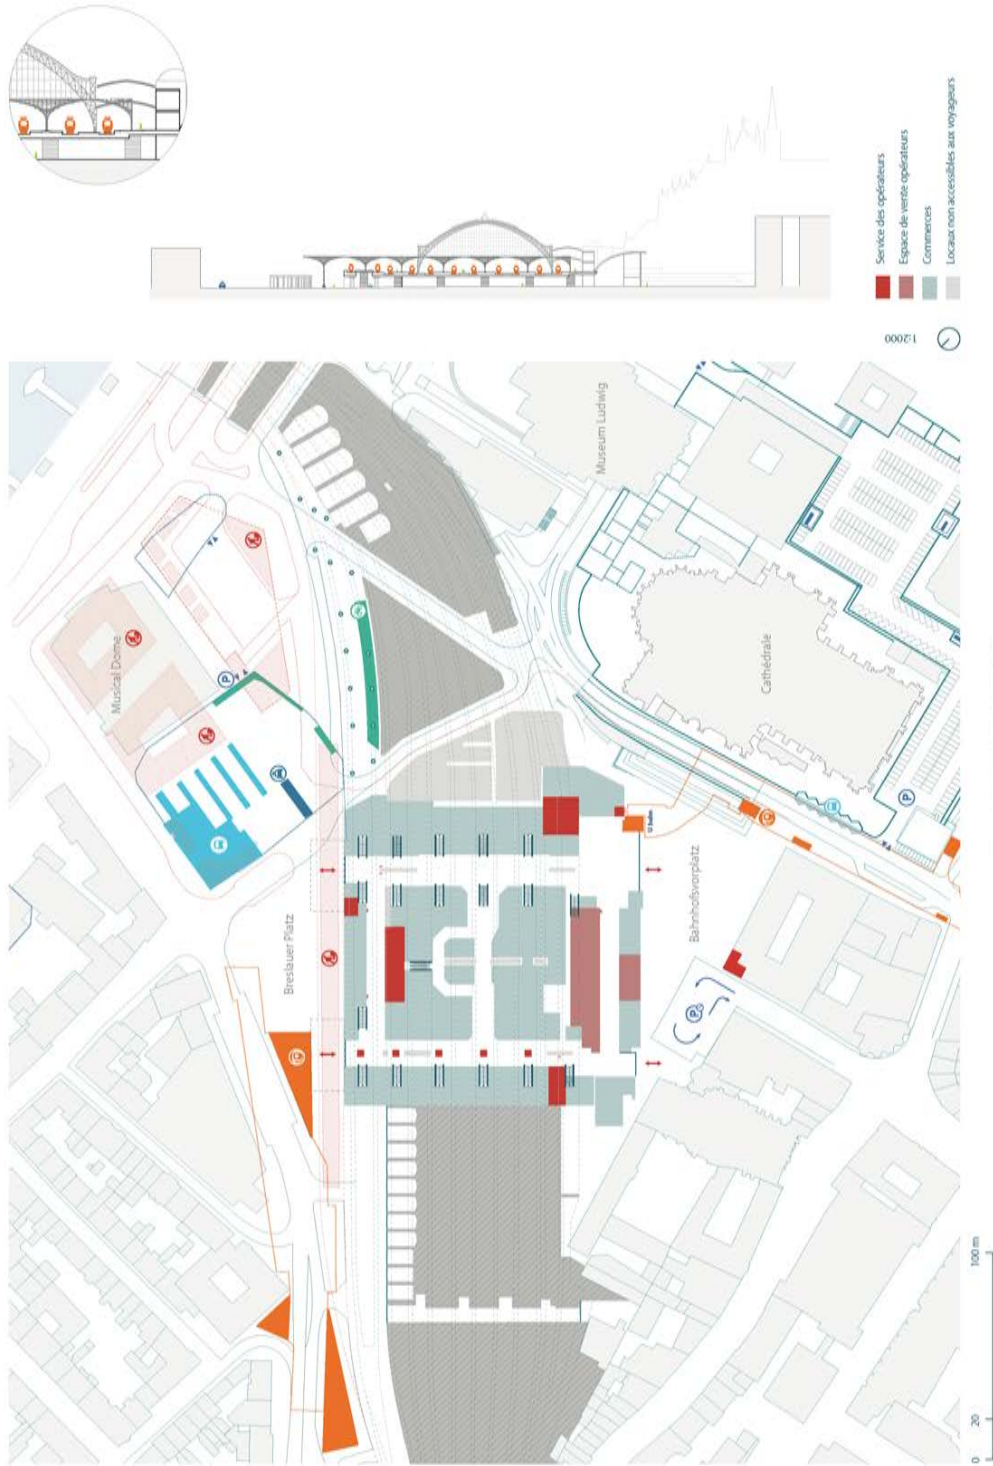 Service des opérateurs
Espace de vente opérateurs
Commerces
Locaux non accessibles aux voyageurs
1:2000
Museum Ludwig
Musical Dome
Cathédrale
P
P
Breslauer Platz
U bahn
Bahnhofsvorplatz
P
0 20 100 m